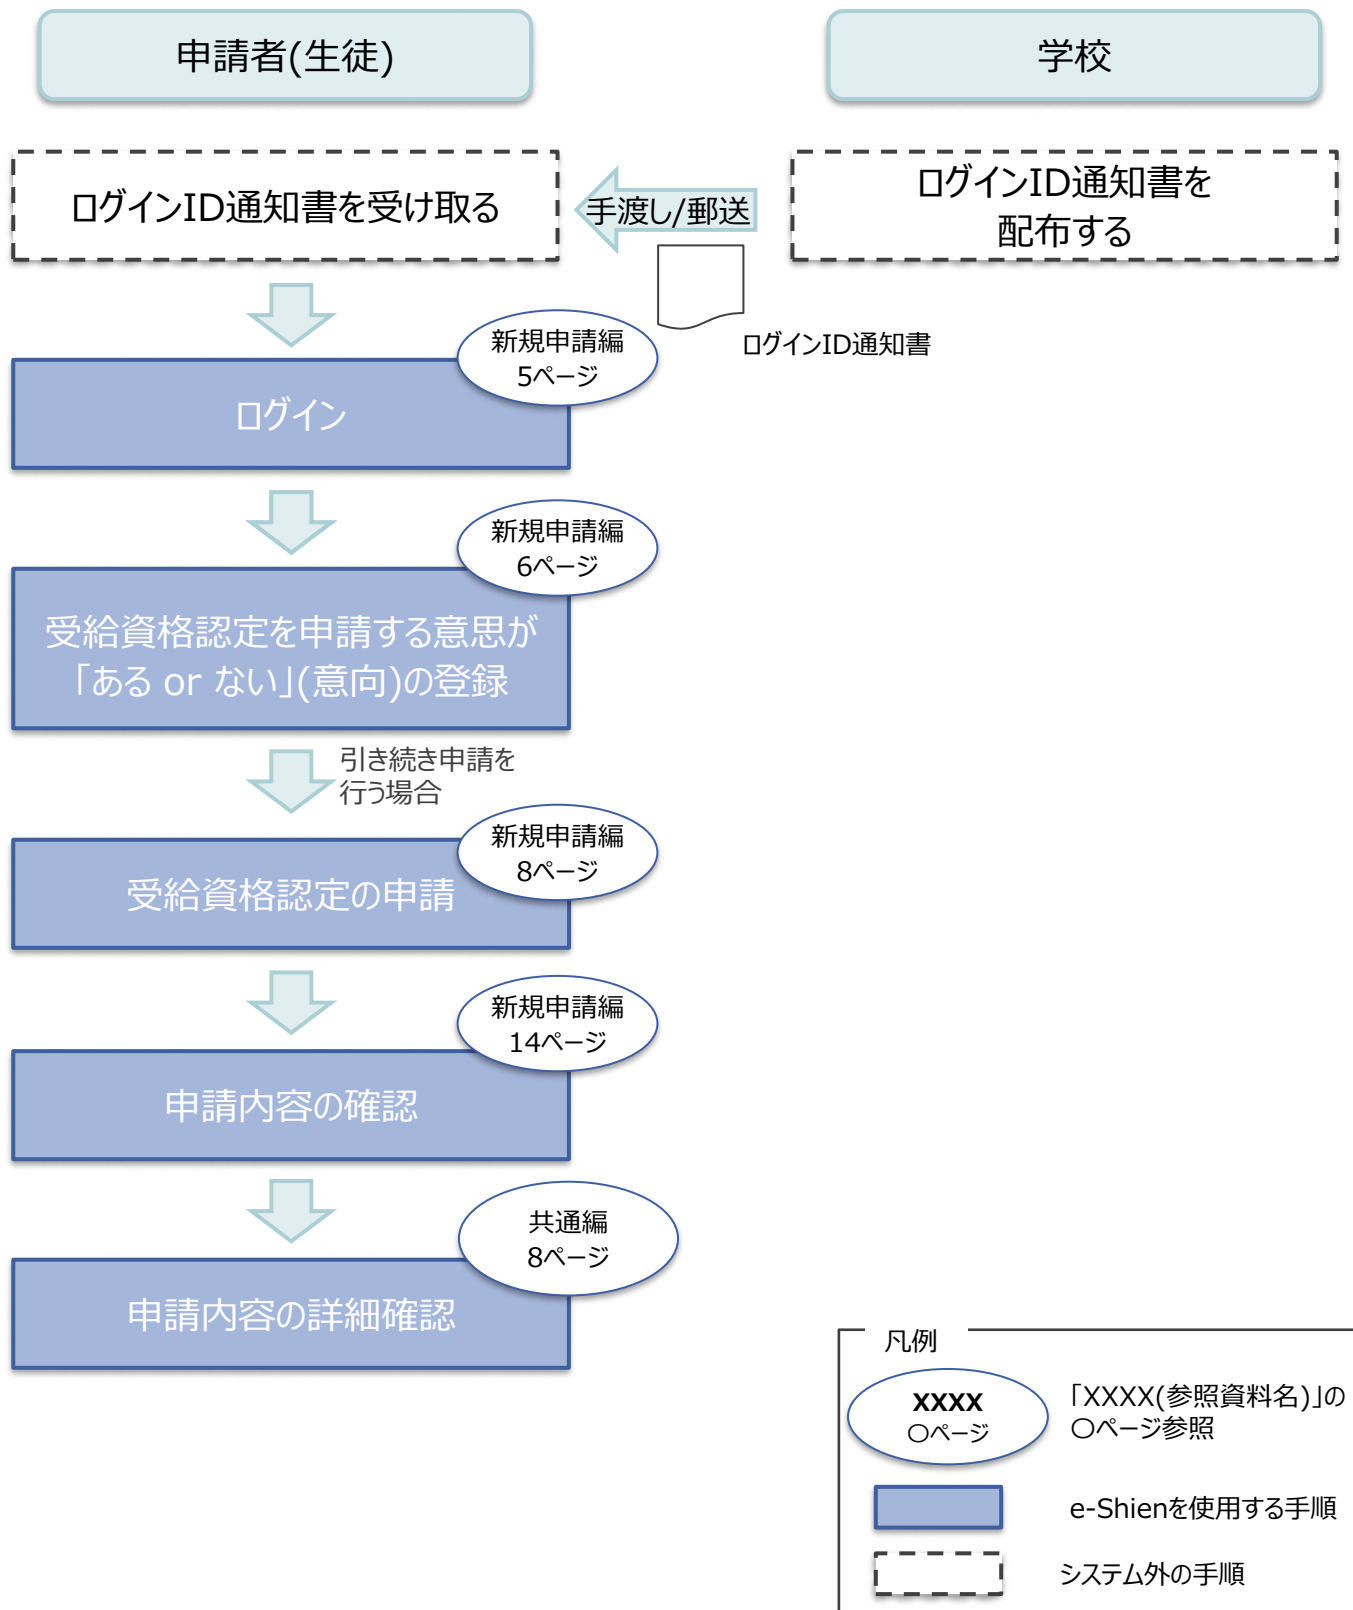 申請者(生徒)
学校
ログインID通知書を受け取る
手渡し/郵送
ログインID通知書を
配布する
ログインID通知書
新規申請編
5ページ
ログイン
新規申請編
6ページ
受給資格認定を申請する意思が
「ある or ない」(意向)の登録
引き続き申請を
行う場合
新規申請編
8ページ
受給資格認定の申請
新規申請編
14ページ
申請内容の確認
共通編
8ページ
申請内容の詳細確認
凡例
XXXX
○ページ
「XXXX(参照資料名)」の
○ページ参照
e-Shienを使用する手順
システム外の手順